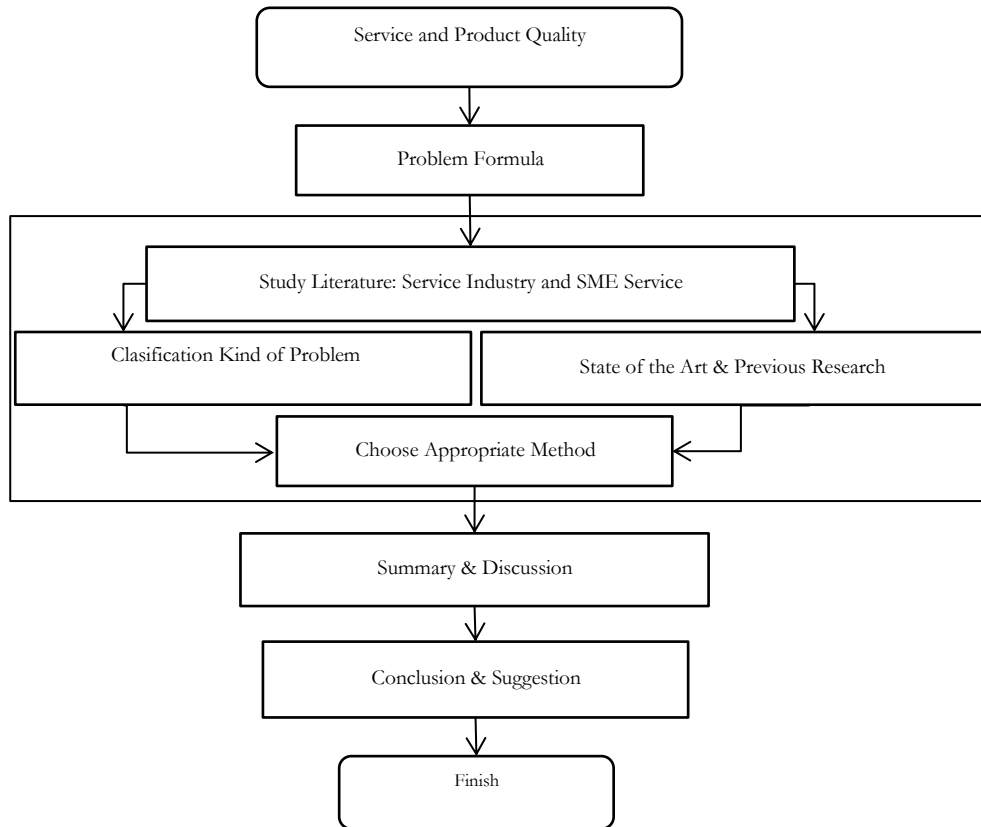 Service and Product Quality
Problem Formula
Study Literature: Service Industry and SME Service
Clasification Kind of Problem
State of the Art & Previous Research
Choose Appropriate Method
Summary & Discussion
Conclusion & Suggestion
Finish